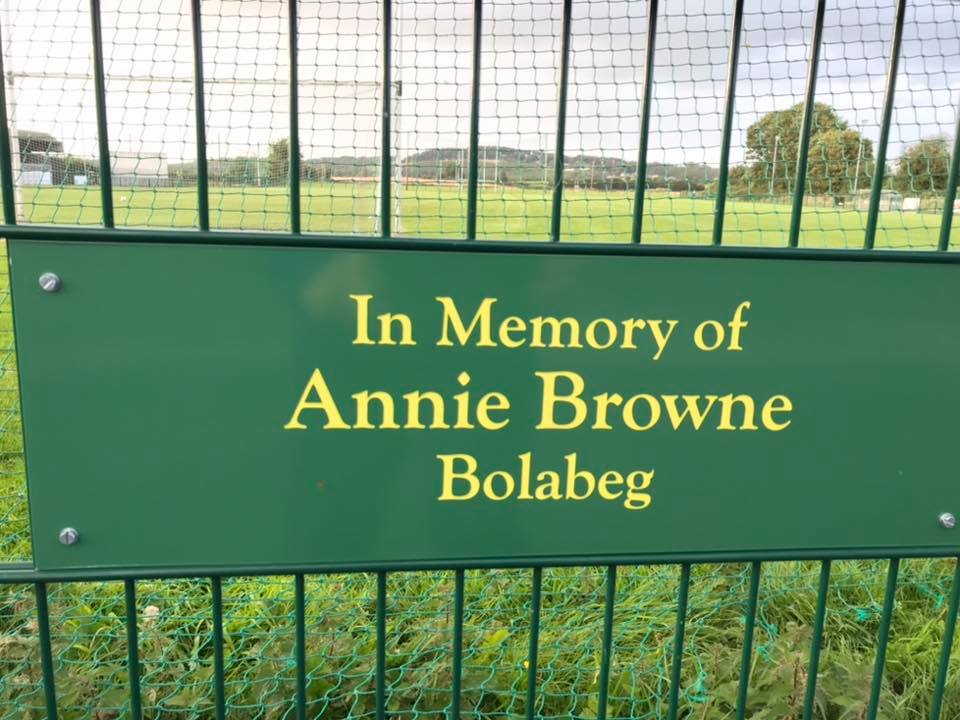 In Memory of
Annie Browne
Bolabeg